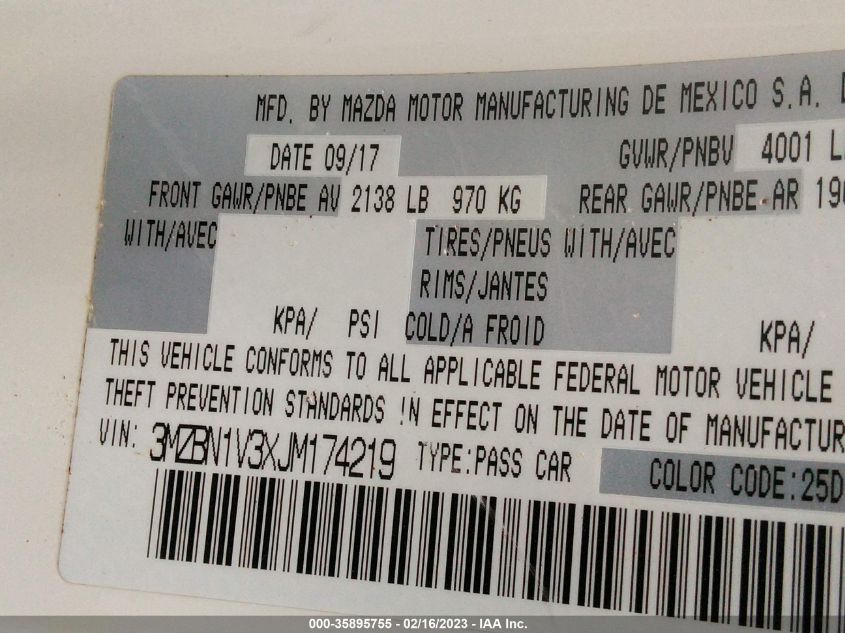 MFD. BY MAZDA MOTOR MANUFACTURING DE MEXICO S.A.
DATE 09/17 GVWR/PNBV 4001
FRONT GAWR/PNBE AV 2138 LB 970 KG REAR GAWR/PNBE AR
WITH/AVEC TIRES/PNEUS WITH/AVEC
RIMS/JANTES
KPA/ PSI COLD/A FROID KPA/
THIS VEHICLE CONFORMS TO ALL APPLICABLE FEDERAL MOTOR VEHICLE
THEFT PREVENTION STANDARDS IN EFFECT ON THE DATE OF MANUFACTUR
VIN: 3MZBN1V3XJM174219 TYPE:PASS CAR COLOR CODE:25D
000-35895755 - 02/16/2023 - IAA Inc.